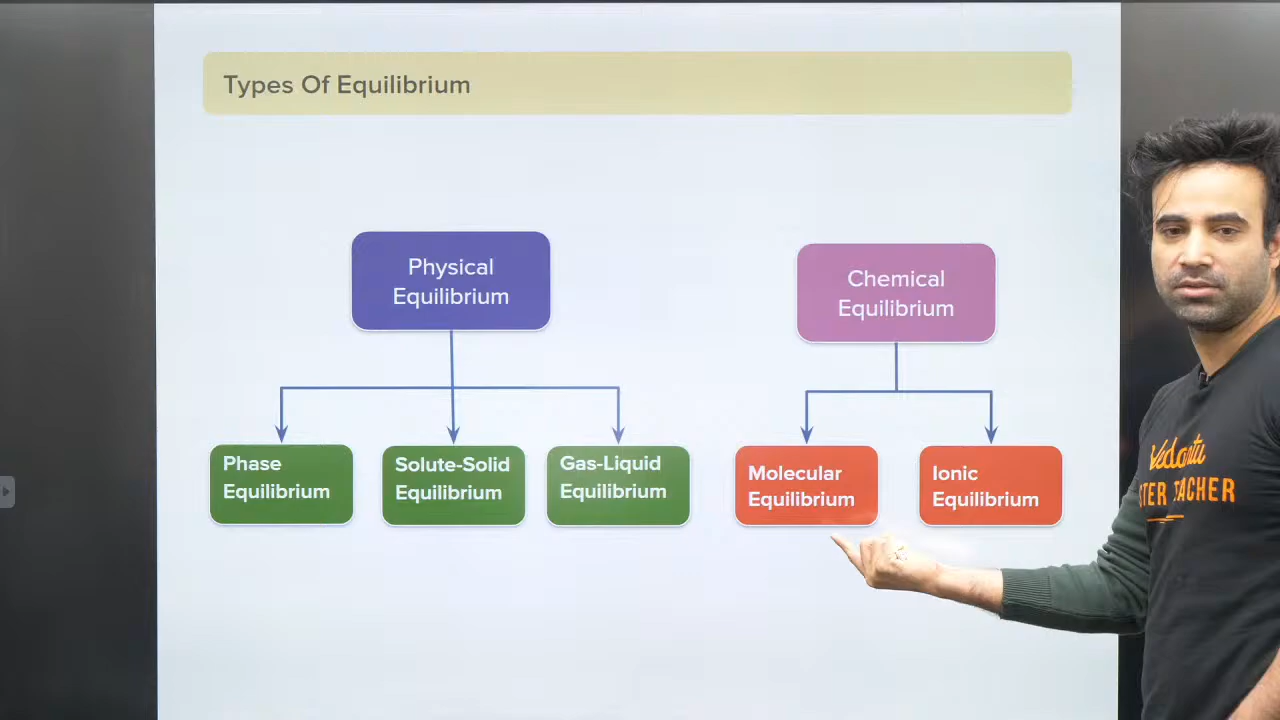 Types Of Equilibrium
Physical
Equilibrium
Chemical
Equilibrium
Phase
Equilibrium
Solute-Solid
Equilibrium
Gas-Liquid
Equilibrium
Molecular
Equilibrium
Ionic
Equilibrium
Vedantu